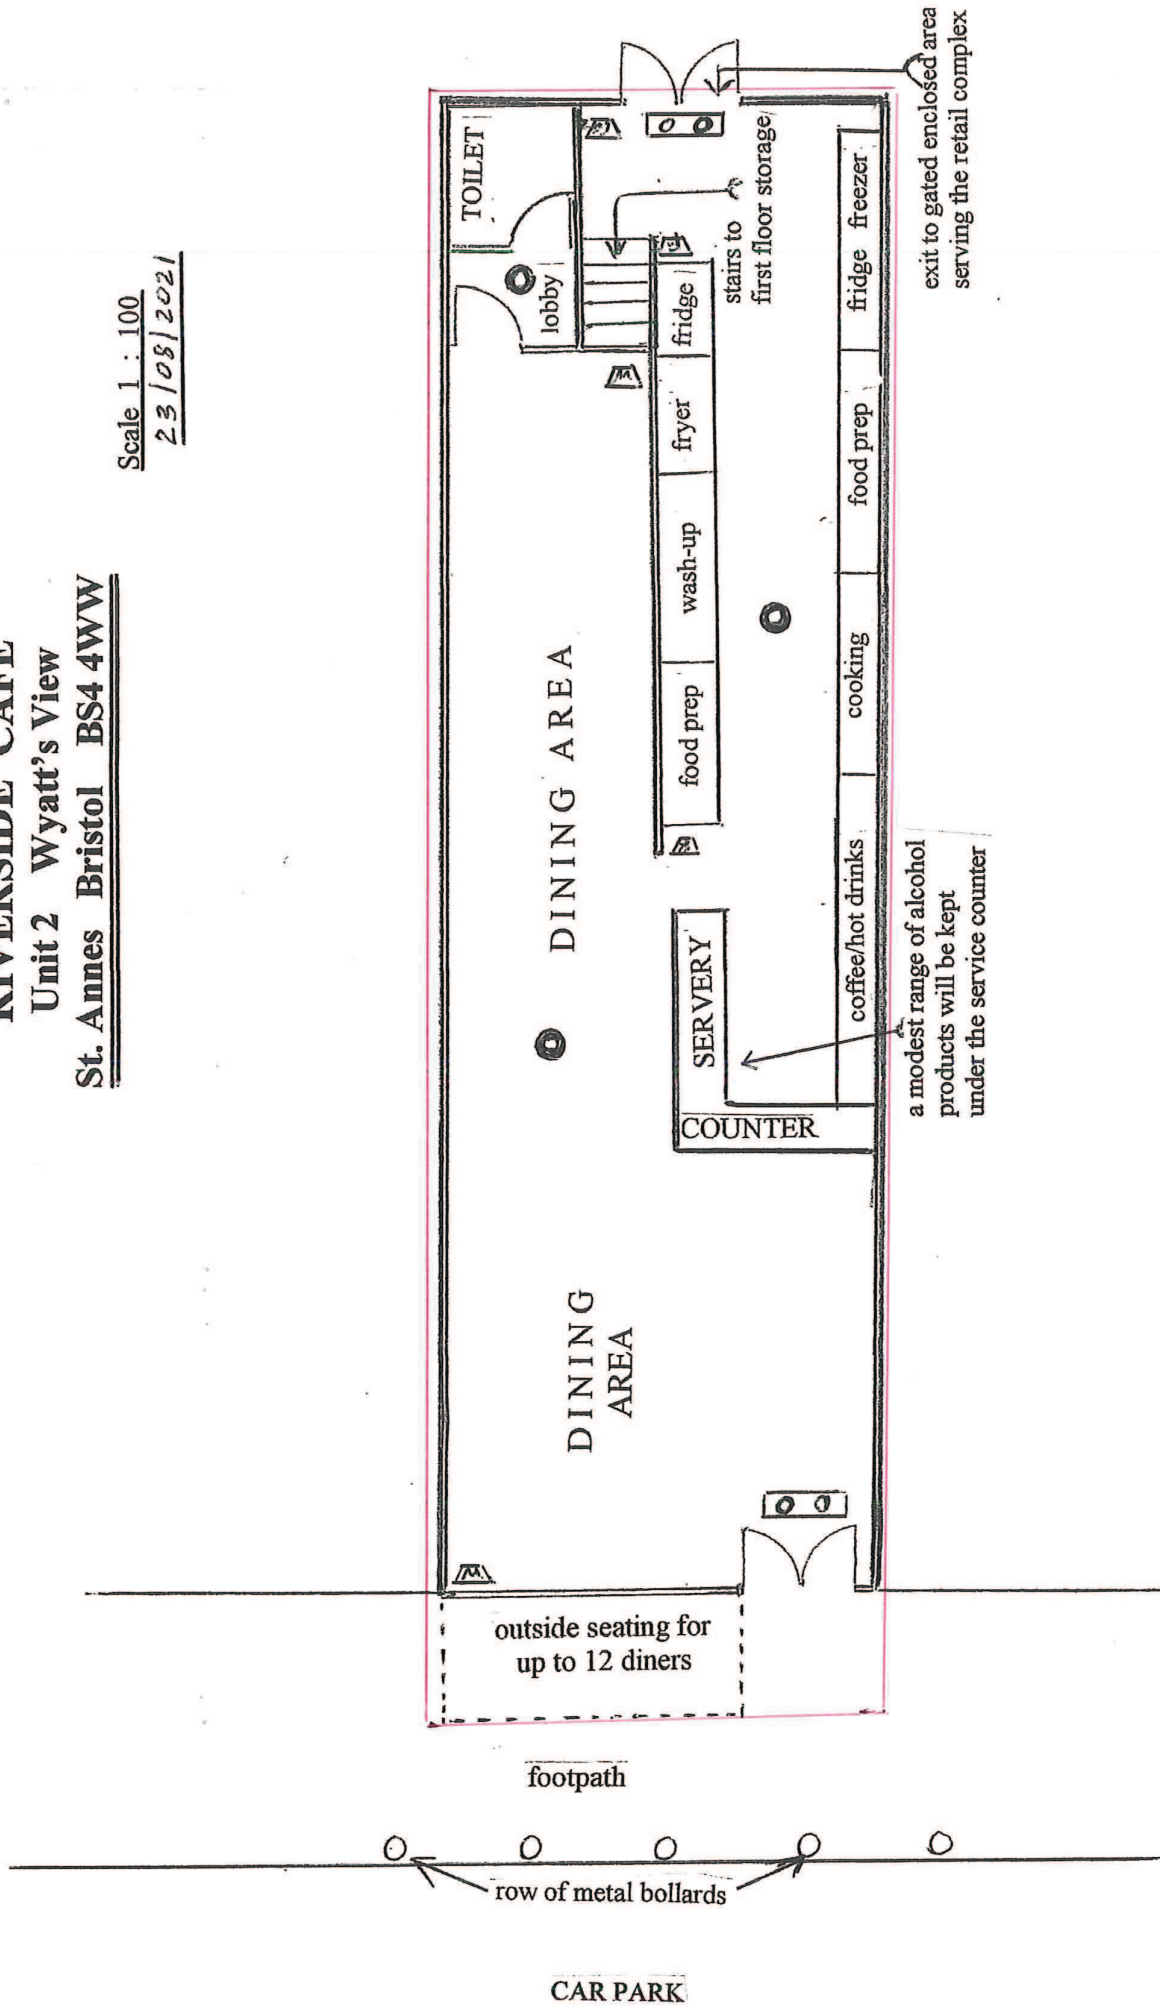 Unit 2 Wyatt's View
St. Annes Bristol BS4 4WW
Scale 1 : 100
23/08/2021
TOILET
lobby
stairs to
first floor storage
exit to gated enclosed area
serving the retail complex
fridge
fryer
wash-up
food prep
fridge freezer
food prep
cooking
coffee/hot drinks
DINING AREA
SERVERY
COUNTER
a modest range of alcohol
products will be kept
under the service counter
DINING
AREA
outside seating for
up to 12 diners
footpath
row of metal bollards
CAR PARK